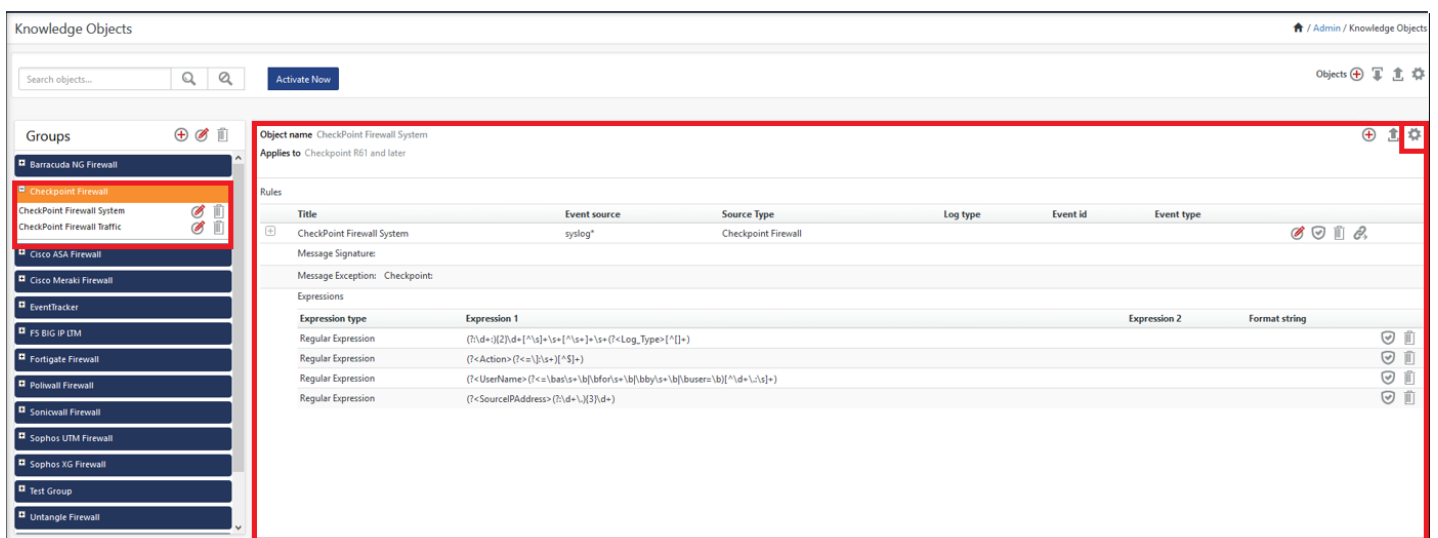 Knowledge Objects
/ Admin / Knowledge Objects
Search objects...
Activate Now
Objects
Groups
Barracuda NG Firewall
Checkpoint Firewall
CheckPoint Firewall System
CheckPoint Firewall Traffic
Cisco ASA Firewall
Cisco Meraki Firewall
EventTracker
F5 BIG IP LTM
Fortigate Firewall
Poliwall Firewall
Sonicwall Firewall
Sophos UTM Firewall
Sophos XG Firewall
Test Group
Untangle Firewall
Object name CheckPoint Firewall System
Applies to Checkpoint R61 and later
Rules
Title Event source Source Type Log type Event id Event type
CheckPoint Firewall System syslog* Checkpoint Firewall
Message Signature:
Message Exception: Checkpoint:
Expressions
Expression type Expression 1 Expression 2 Format string
Regular Expression (?:\d+:){2}\d+[^\s]+\s+[^\s+]+\s+(?<Log_Type>[^[]+)
Regular Expression (?<Action>(?<=\]:\s+)[^$]+)
Regular Expression (?<UserName>(?<=\bas\s+\b|\bfor\s+\b|\bby\s+\b|\buser=\b)[^\d+\.:\s]+)
Regular Expression (?<SourceIPAddress>(?:\d+\.){3}\d+)